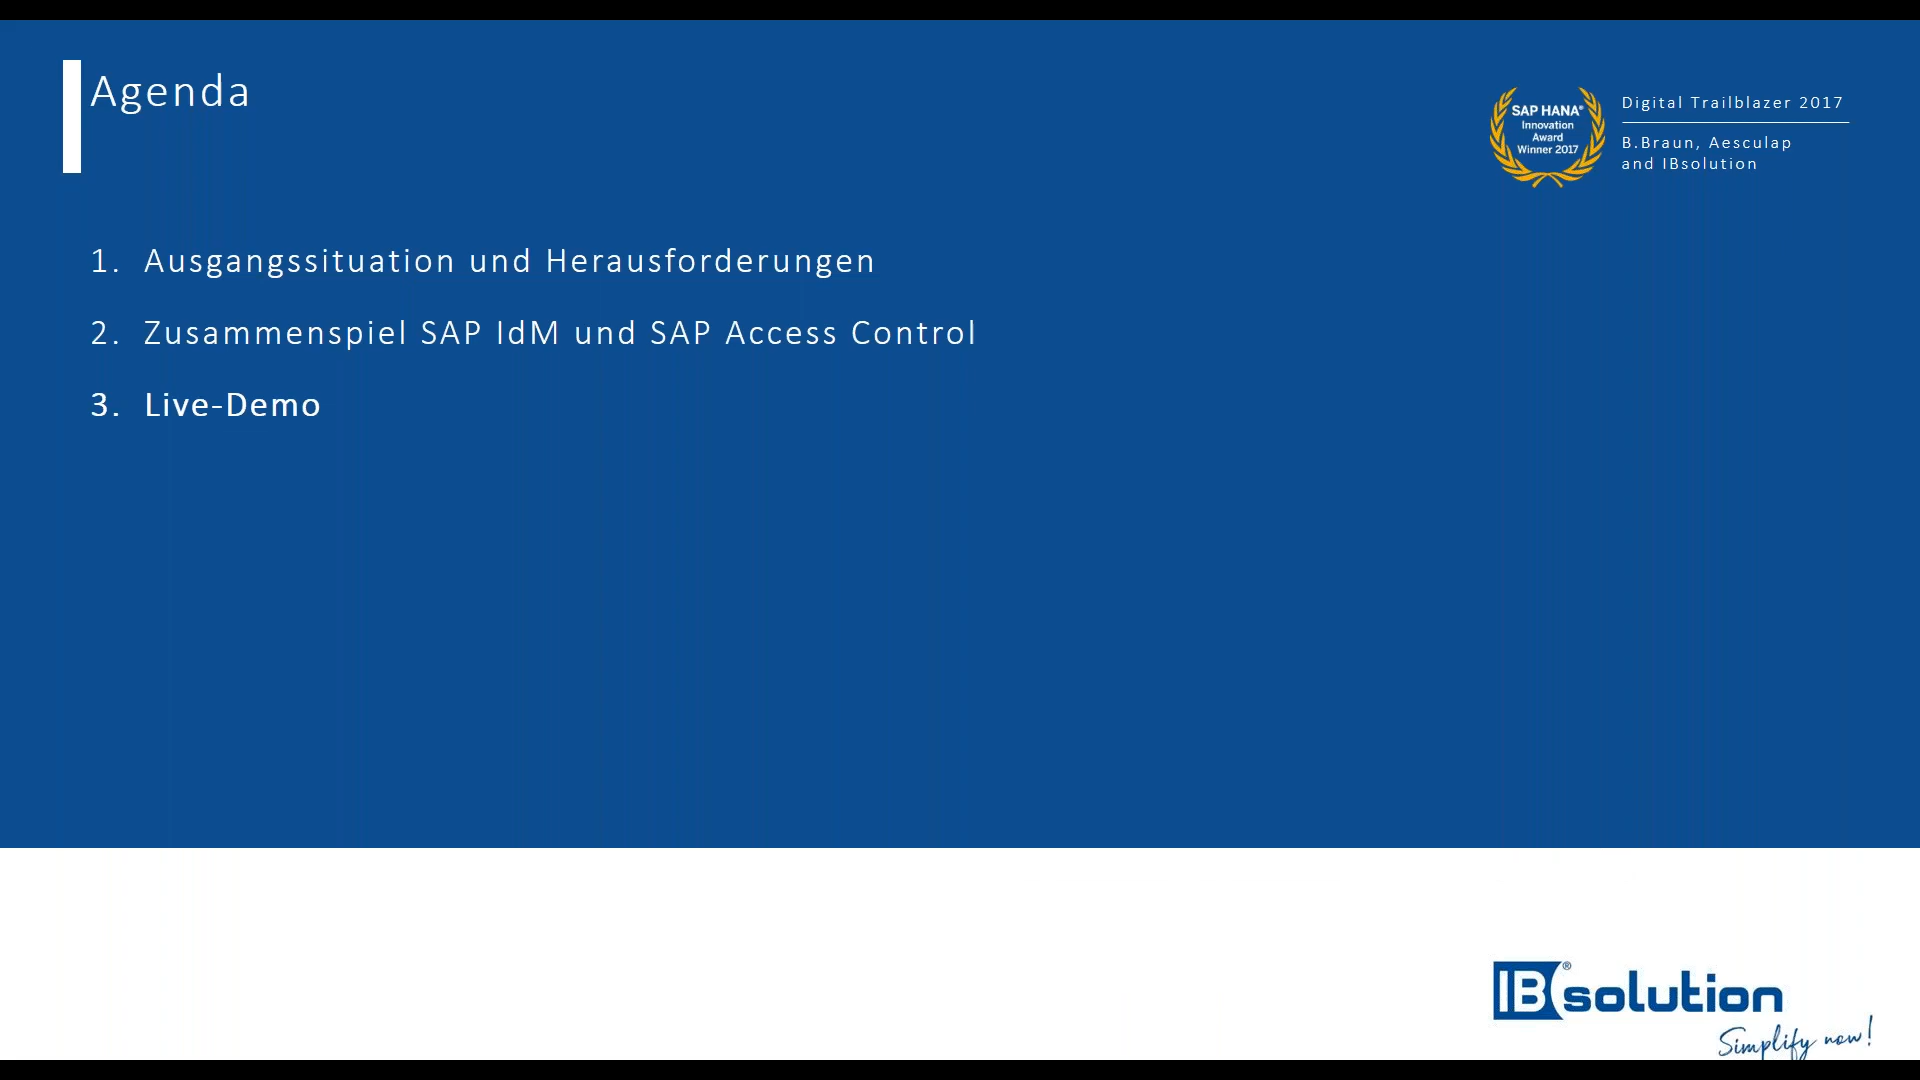 Agenda
SAP HANA®
Innovation
Award
Winner 2017
Digital Trailblazer 2017
B.Braun, Aesculap
and IBsolution
1. Ausgangssituation und Herausforderungen
2. Zusammenspiel SAP IdM und SAP Access Control
3. Live-Demo
IBsolution®
Simplify now!